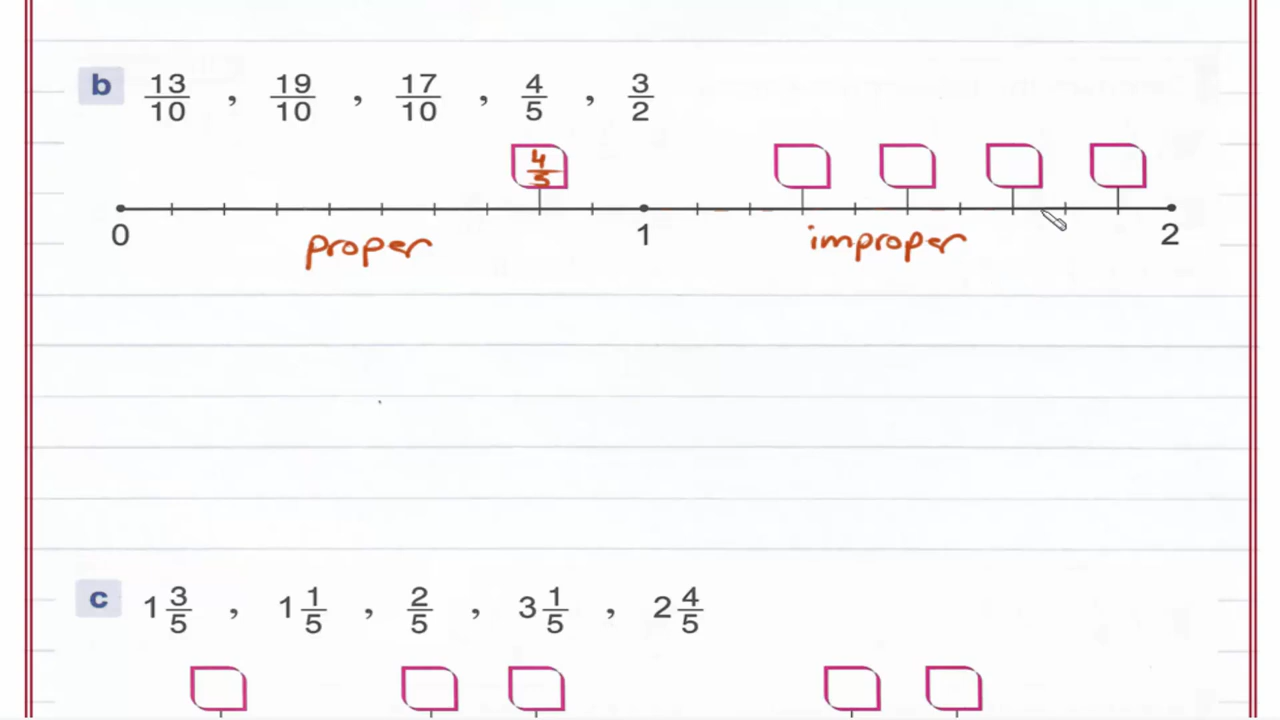 b 13/10 , 19/10 , 17/10 , 4/5 , 3/2
4/5
0 1 2
proper improper
c 1 3/5 , 1 1/5 , 2/5 , 3 1/5 , 2 4/5